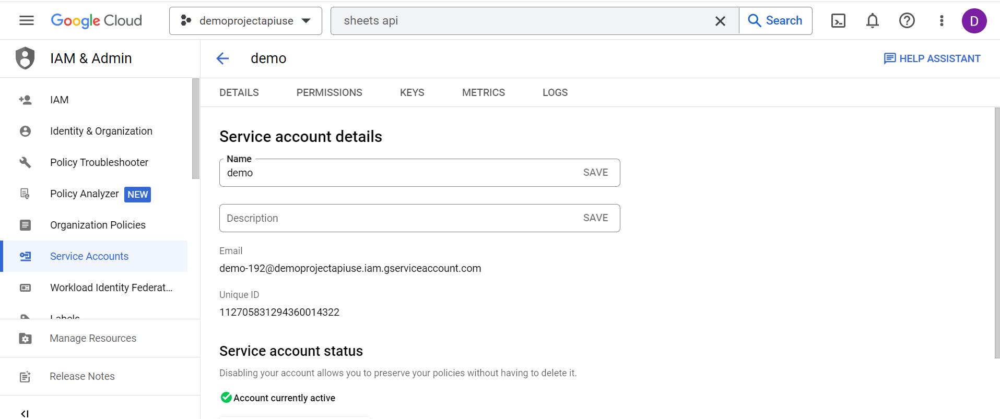 Google Cloud demoprojectapiuse sheets api Search D
IAM & Admin
demo
HELP ASSISTANT
DETAILS PERMISSIONS KEYS METRICS LOGS
IAM
Identity & Organization
Policy Troubleshooter
Policy Analyzer NEW
Organization Policies
Service Accounts
Workload Identity Federat...
Labels
Manage Resources
Release Notes
Service account details
Name
demo SAVE
Description SAVE
Email
demo-192@demoprojectapiuse.iam.gserviceaccount.com
Unique ID
112705831294360014322
Service account status
Disabling your account allows you to preserve your policies without having to delete it.
Account currently active